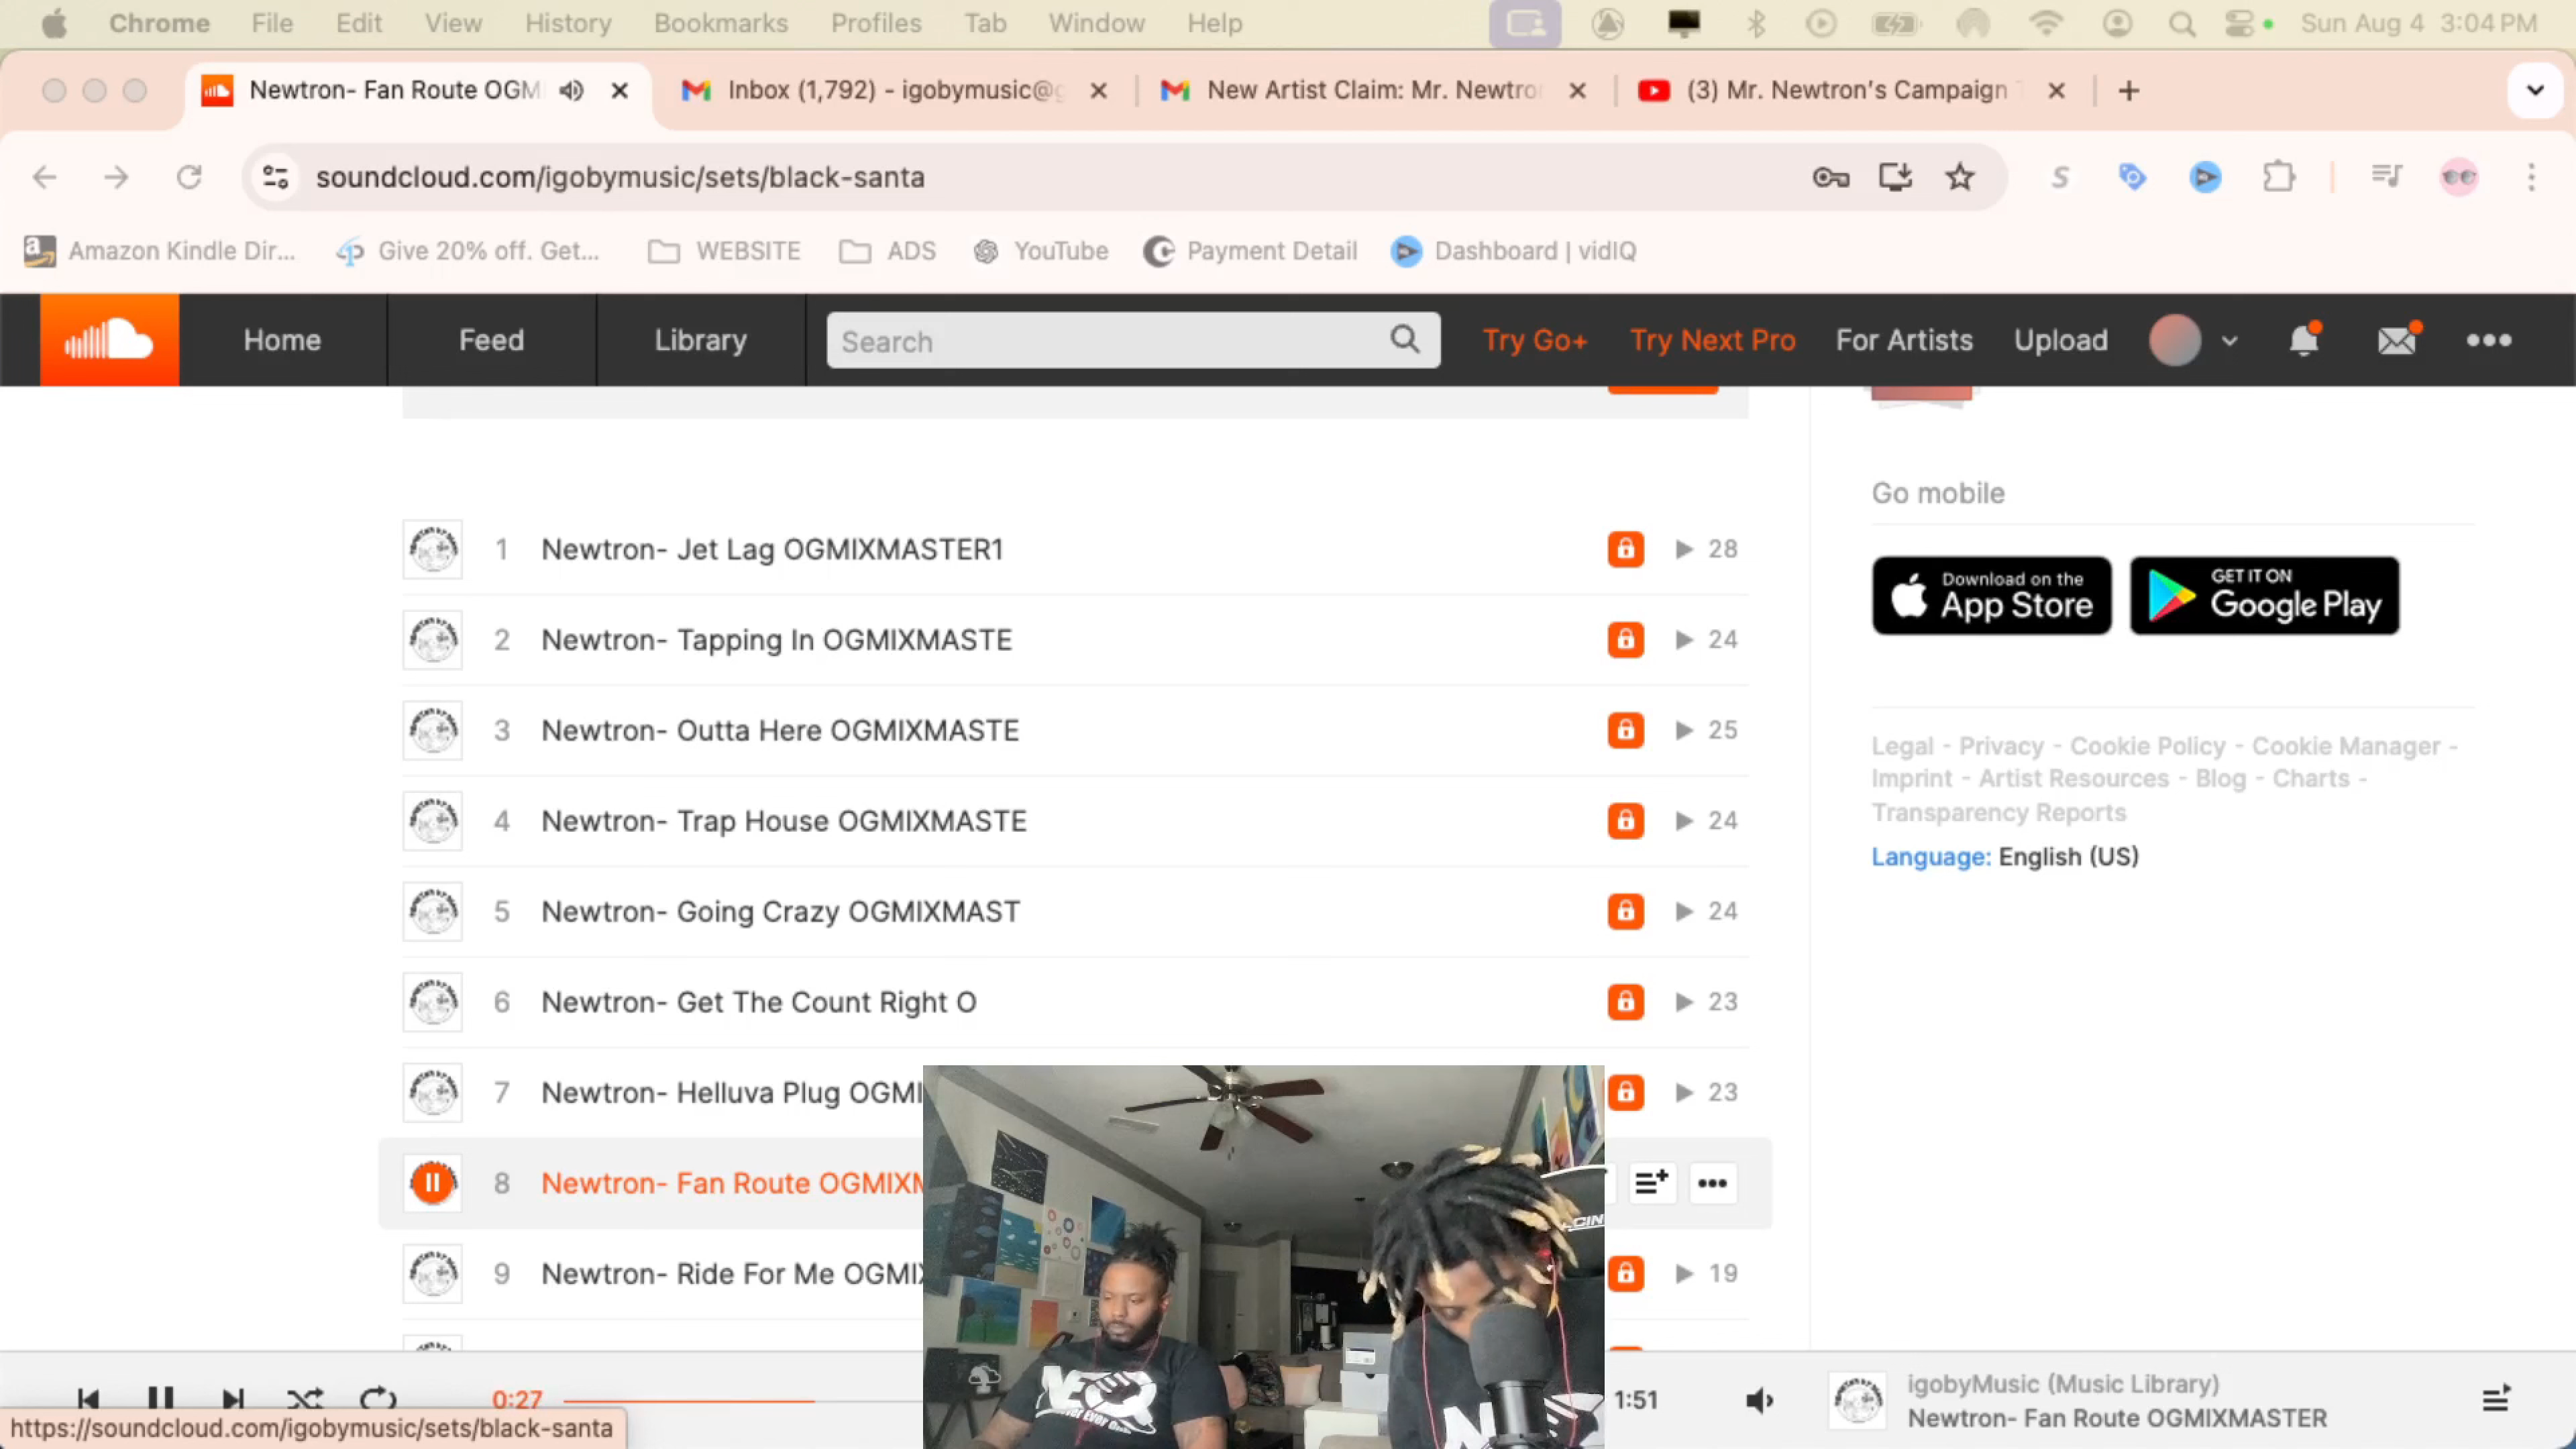 Chrome File Edit View History Bookmarks Profiles Tab Window Help Sun Aug 4 3:04 PM
Newtron- Fan Route OGM Inbox (1,792) - igobymusic@g New Artist Claim: Mr. Newtro (3) Mr. Newtron's Campaign
soundcloud.com/igobymusic/sets/black-santa
Amazon Kindle Dir... Give 20% off. Get... WEBSITE ADS YouTube Payment Detail Dashboard | vidIQ
Home Feed Library Search Try Go+ Try Next Pro For Artists Upload
1 Newtron- Jet Lag OGMIXMASTER1 28
2 Newtron- Tapping In OGMIXMASTE 24
3 Newtron- Outta Here OGMIXMASTE 25
4 Newtron- Trap House OGMIXMASTE 24
5 Newtron- Going Crazy OGMIXMAST 24
6 Newtron- Get The Count Right O 23
7 Newtron- Helluva Plug OGMI 23
8 Newtron- Fan Route OGMIXM
9 Newtron- Ride For Me OGMIX 19
Go mobile
Download on the
App Store
GET IT ON
Google Play
Legal - Privacy - Cookie Policy - Cookie Manager -
Imprint - Artist Resources - Blog - Charts -
Transparency Reports
Language: English (US)
0:27 1:51
igobyMusic (Music Library)
Newtron- Fan Route OGMIXMASTER
https://soundcloud.com/igobymusic/sets/black-santa